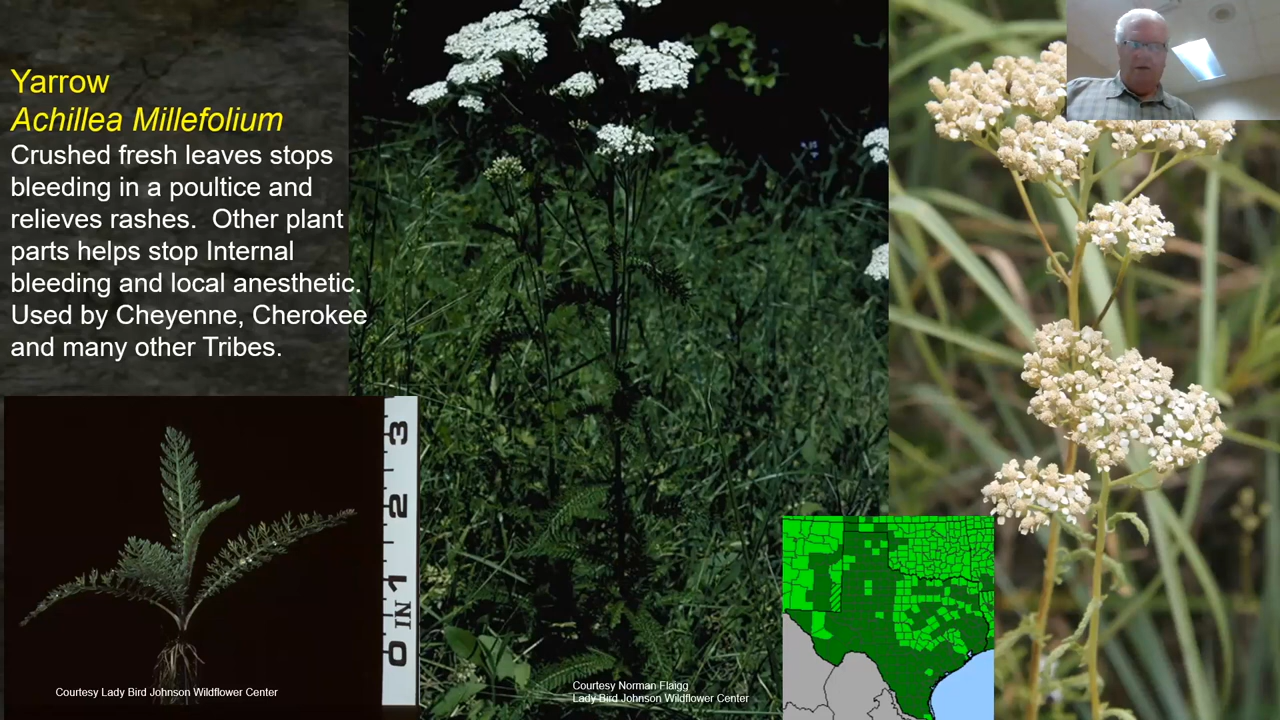 Yarrow
Achillea Millefolium
Crushed fresh leaves stops
bleeding in a poultice and
relieves rashes.  Other plant
parts helps stop Internal
bleeding and local anesthetic.
Used by Cheyenne, Cherokee
and many other Tribes.
3
2
1
IN
0
Courtesy Lady Bird Johnson Wildflower Center
Courtesy Norman Flaigg
Lady Bird Johnson Wildflower Center